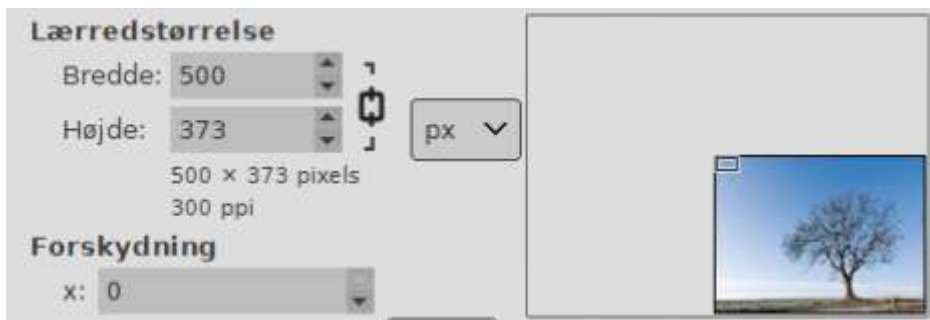 Lærredstørrelse
Bredde: 500
Højde: 373
px
500 × 373 pixels
300 ppi
Forskydning
x: 0